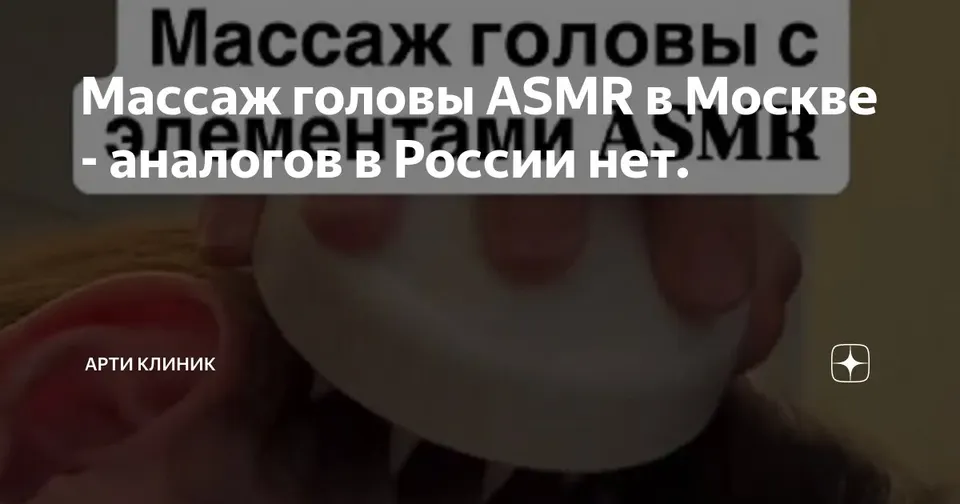 Массаж головы с
Массаж головы ASMR в Москве
элементами ASMR
- аналогов в России нет.
АРТИ КЛИНИК